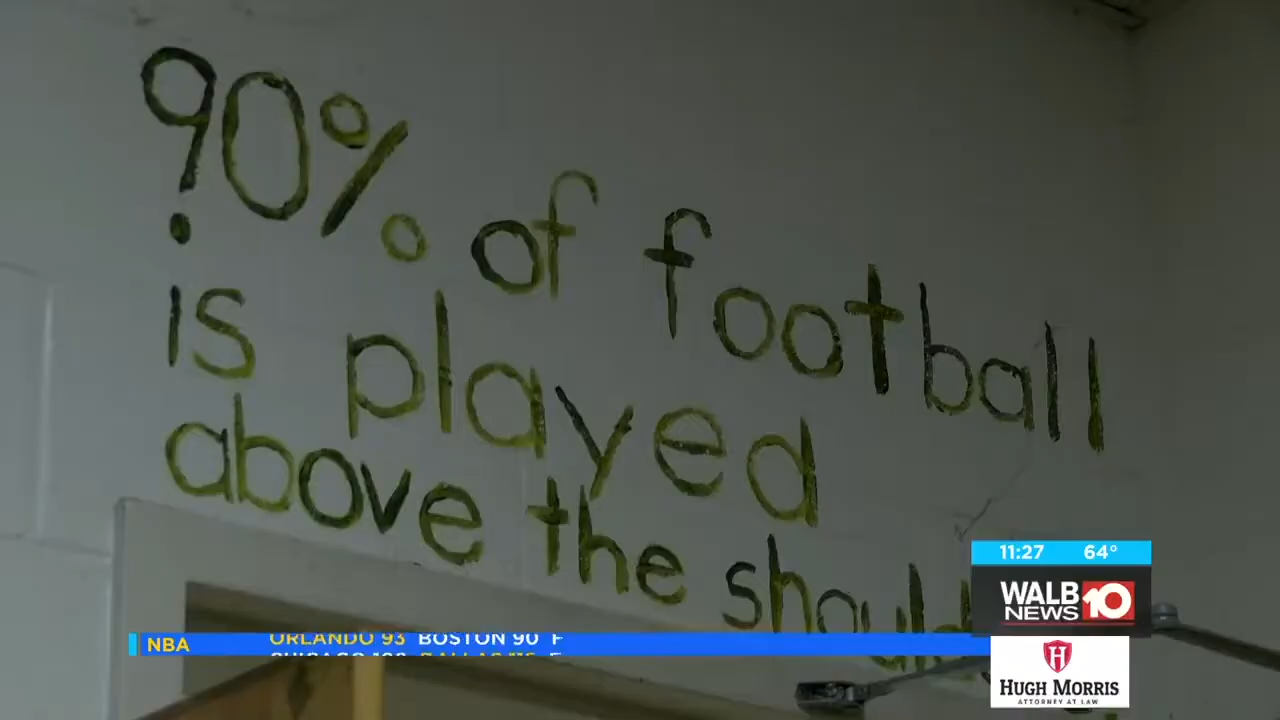 90% of football
is played
above the should
11:27 64°
WALB
NEWS 10
NBA ORLANDO 93 BOSTON 90 F
HUGH MORRIS
ATTORNEY AT LAW